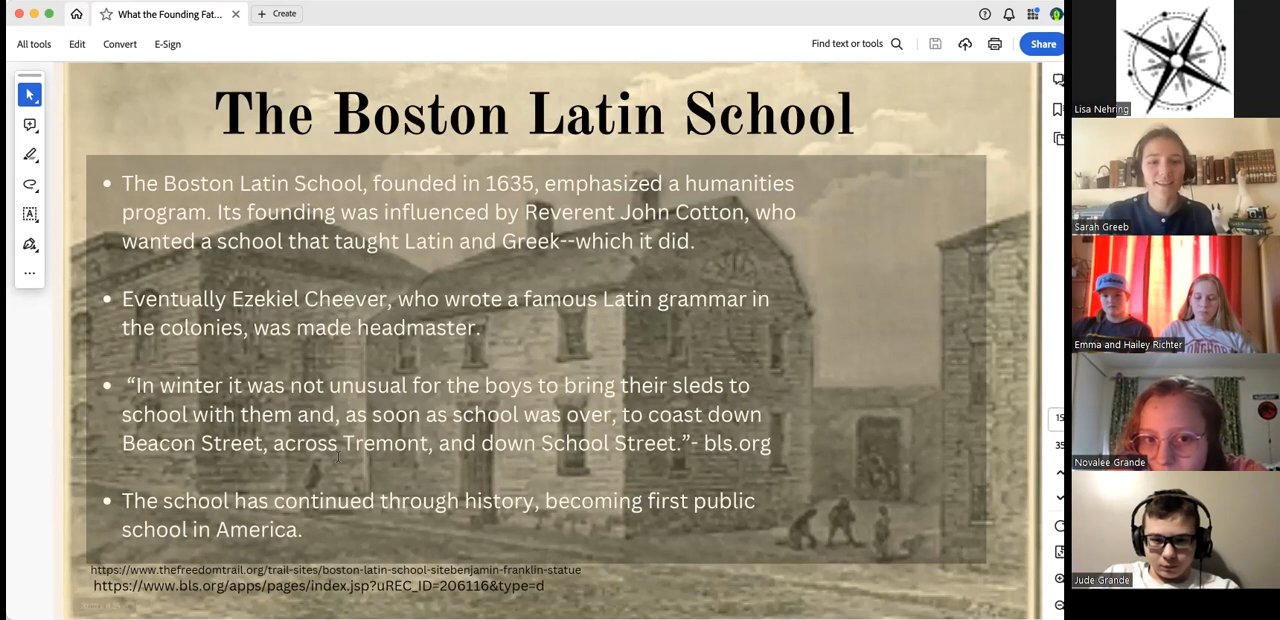 What the Founding Fat...
Create
All tools
Edit
Convert
E-Sign
Find text or tools
Share
The Boston Latin School
• The Boston Latin School, founded in 1635, emphasized a humanities
program. Its founding was influenced by Reverent John Cotton, who
wanted a school that taught Latin and Greek--which it did.
• Eventually Ezekiel Cheever, who wrote a famous Latin grammar in
the colonies, was made headmaster.
• “In winter it was not unusual for the boys to bring their sleds to
school with them and, as soon as school was over, to coast down
Beacon Street, across Tremont, and down School Street.”- bls.org
• The school has continued through history, becoming first public
school in America.
https://www.thefreedomtrail.org/trail-sites/boston-latin-school-sitebenjamin-franklin-statue
https://www.bls.org/apps/pages/index.jsp?uREC_ID=206116&type=d
15
35
Lisa Nehring
Sarah Greeb
Emma and Hailey Richter
Novalee Grande
Jude Grande